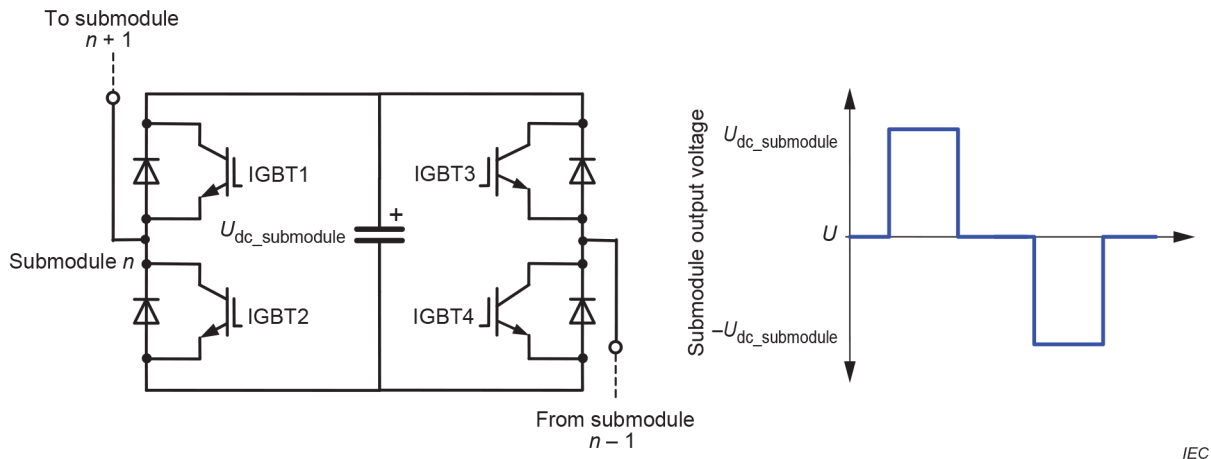 To submodule
n + 1
IGBT1
IGBT3
Udc_submodule
+
Submodule n
IGBT2
IGBT4
From submodule
n – 1
Submodule output voltage
Udc_submodule
U
–Udc_submodule
IEC